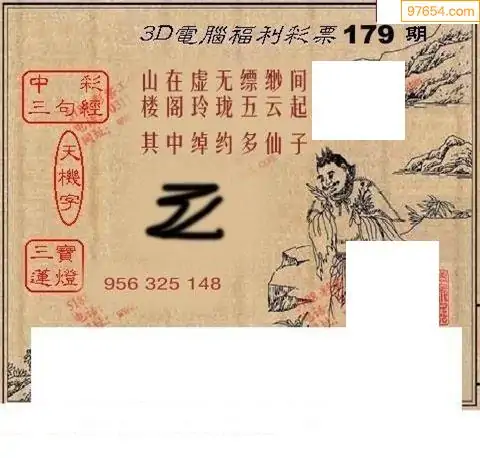 97654.com
3D電腦福利彩票179 期
中彩
三句經
山在虛无缥缈间
楼阁玲珑五云起
其中绰约多仙子
天機字
三寶
蓮燈
956 325 148